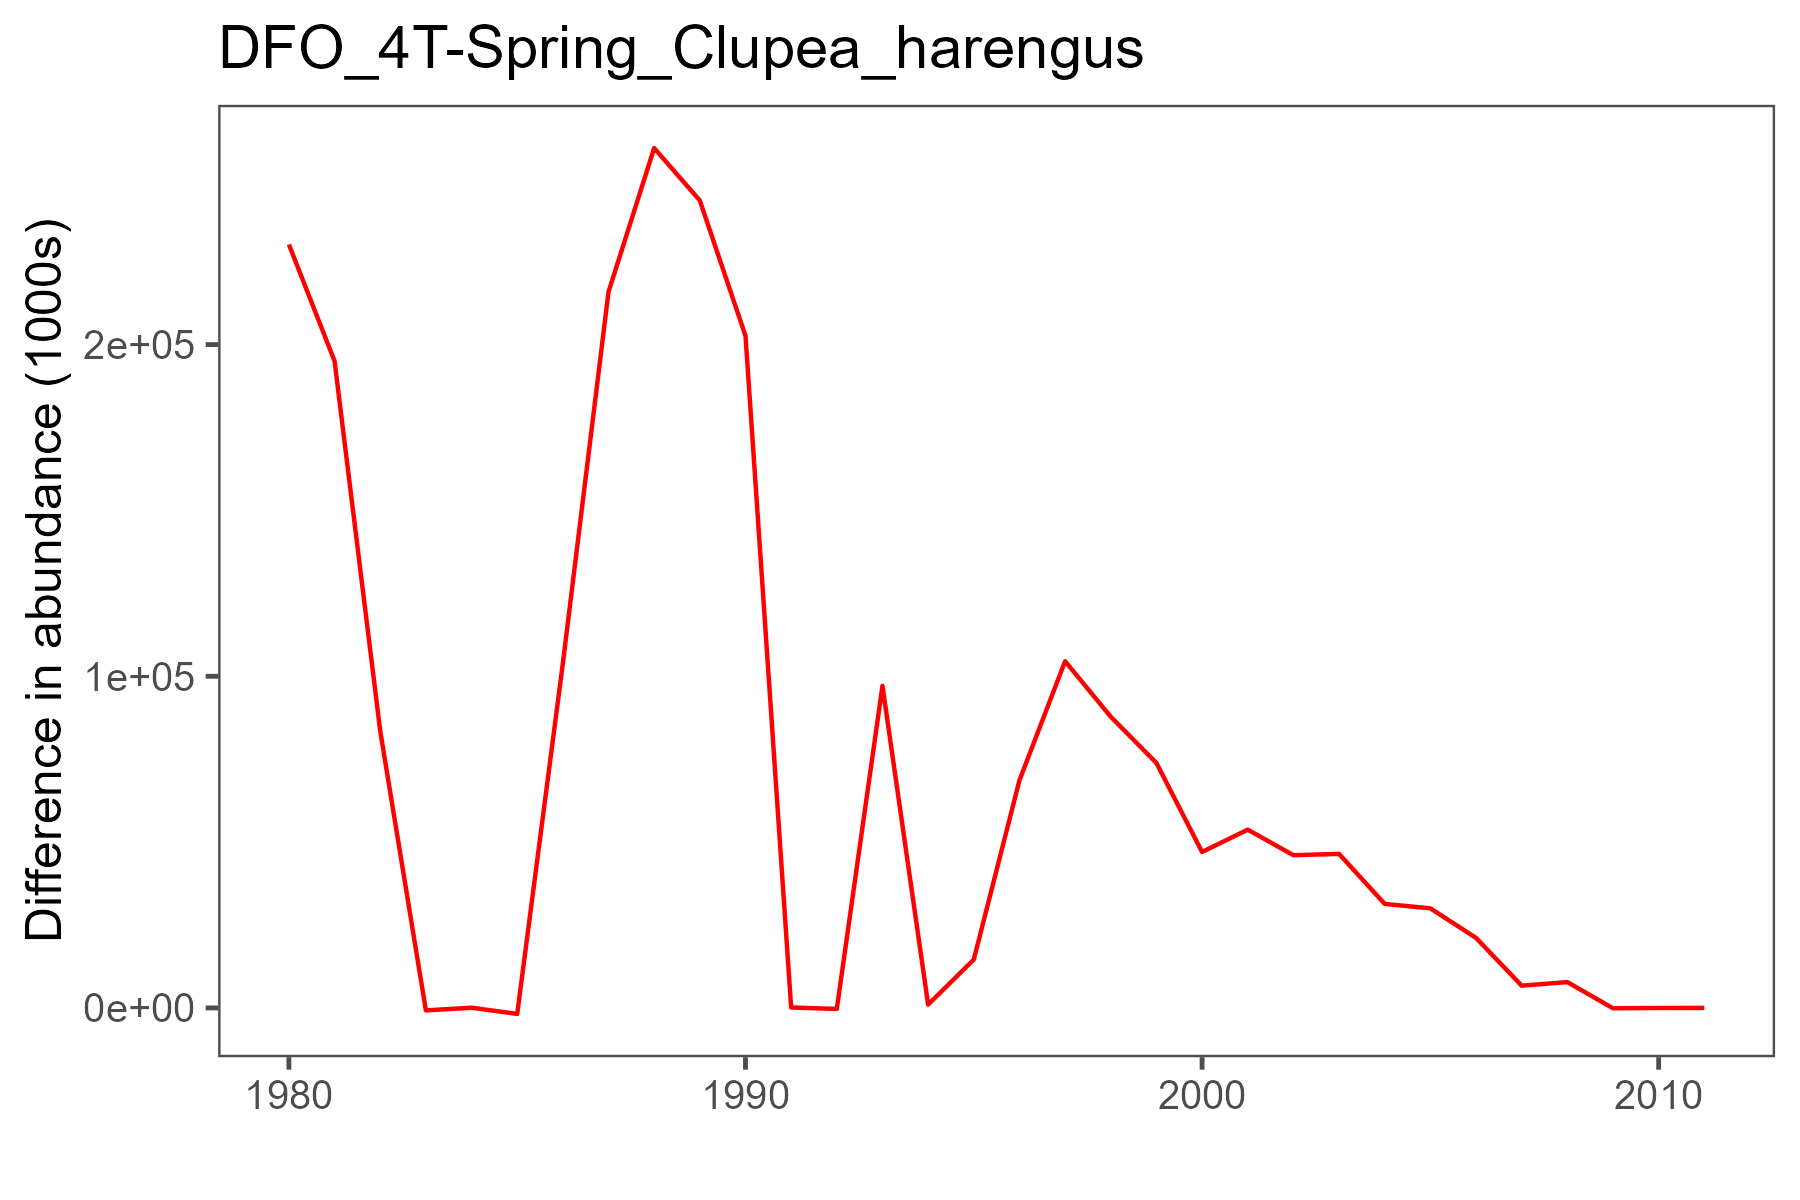 DFO_4T-Spring_Clupea_harengus
Difference in abundance (1000s)
2e+05
1e+05
0e+00
1980
1990
2000
2010